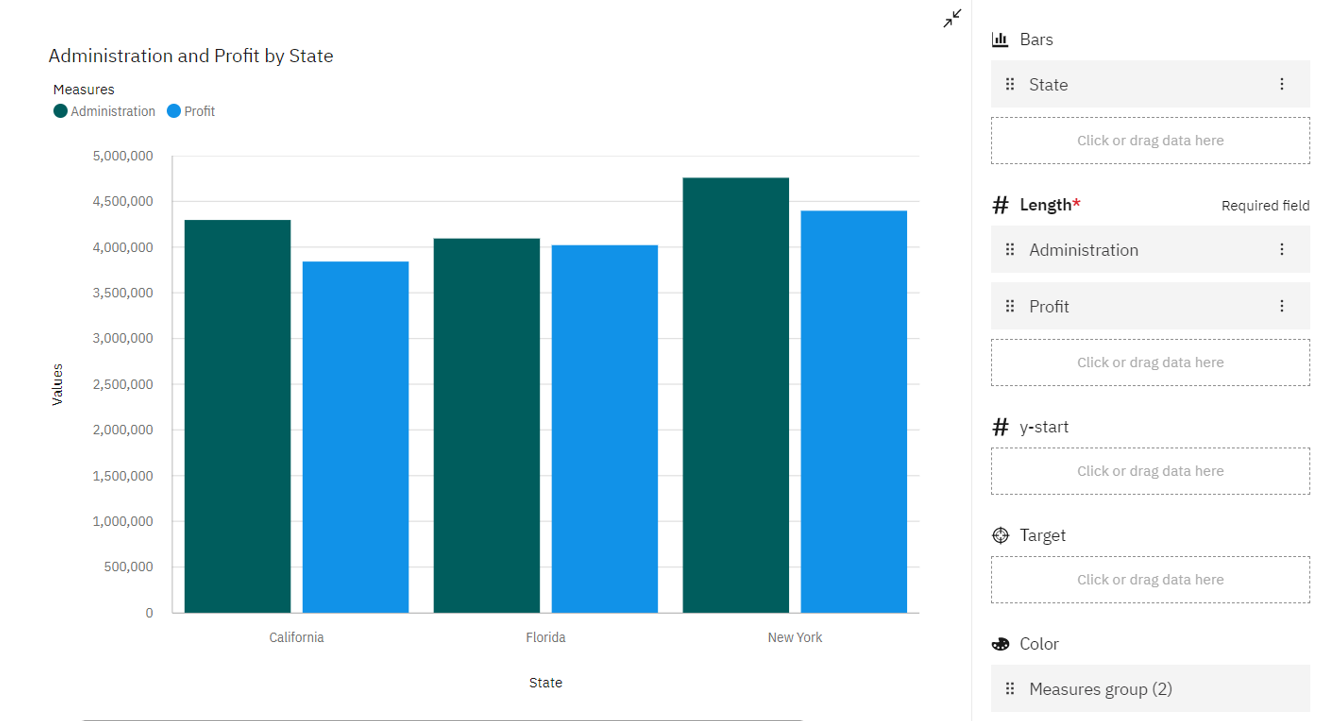 Administration and Profit by State
Measures
Administration Profit
5,000,000
4,500,000
4,000,000
3,500,000
3,000,000
2,500,000
2,000,000
1,500,000
1,000,000
500,000
0
Values
California Florida New York
State
Bars
State
Click or drag data here
# Length* Required field
Administration
Profit
Click or drag data here
# y-start
Click or drag data here
Target
Click or drag data here
Color
Measures group (2)